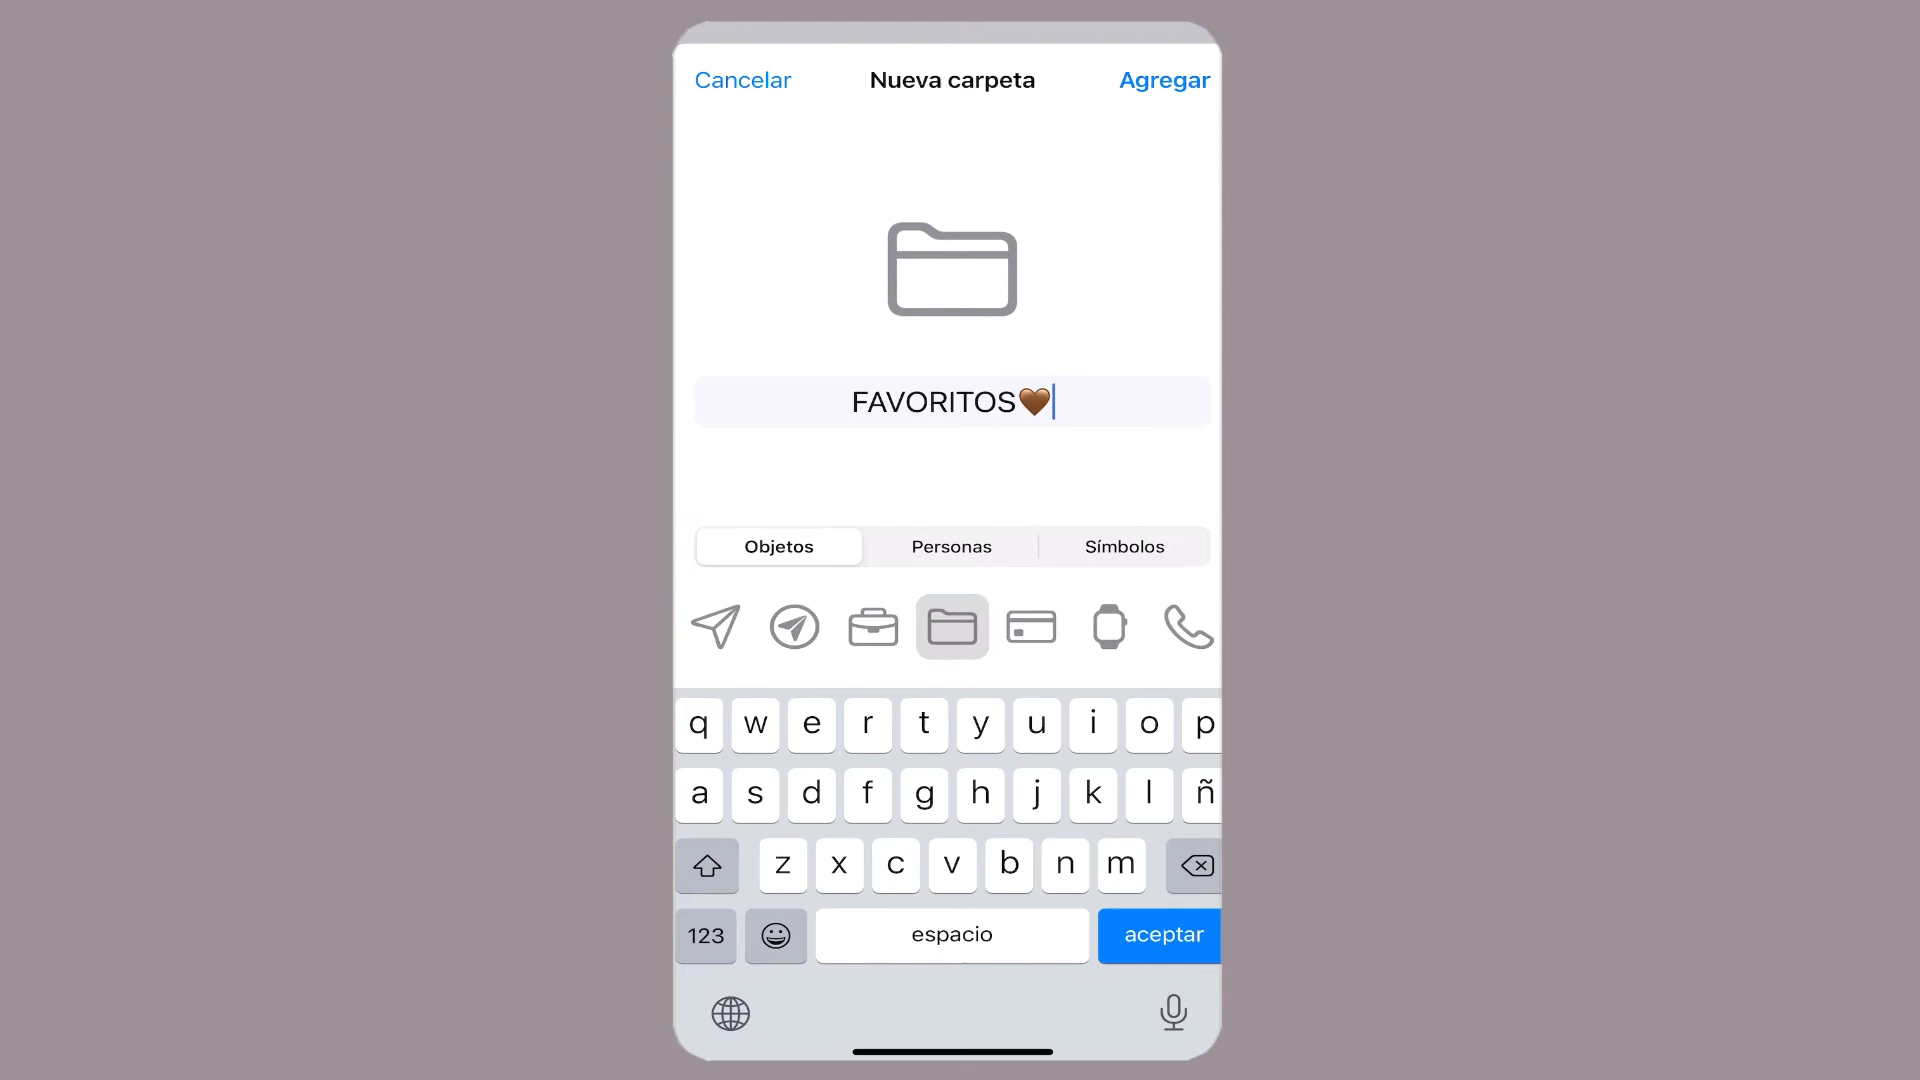 Cancelar Nueva carpeta Agregar
FAVORITOS🤎
Objetos Personas Símbolos
q w e r t y u i o p
a s d f g h j k l ñ
z x c v b n m
123 espacio aceptar